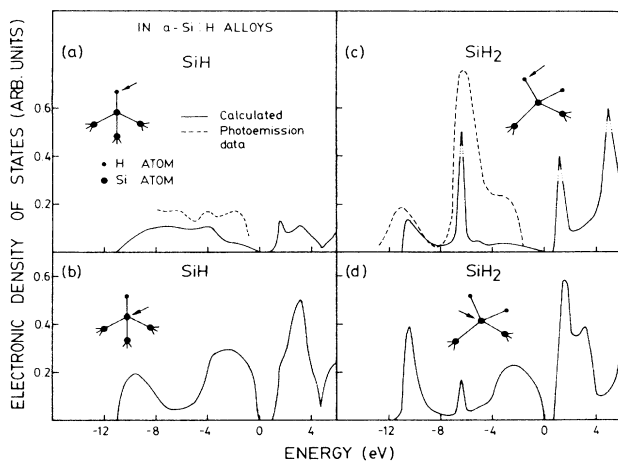 IN a-Si:H ALLOYS
(a)
SiH
Calculated
Photoemission
data
H ATOM
Si ATOM
(c)
SiH2
(b)
SiH
(d)
SiH2
ELECTRONIC DENSITY OF STATES (ARB. UNITS)
0.6
0.4
0.2
0.6
0.4
0.2
-12
-8
-4
0
4
-12
-8
-4
0
4
ENERGY (eV)